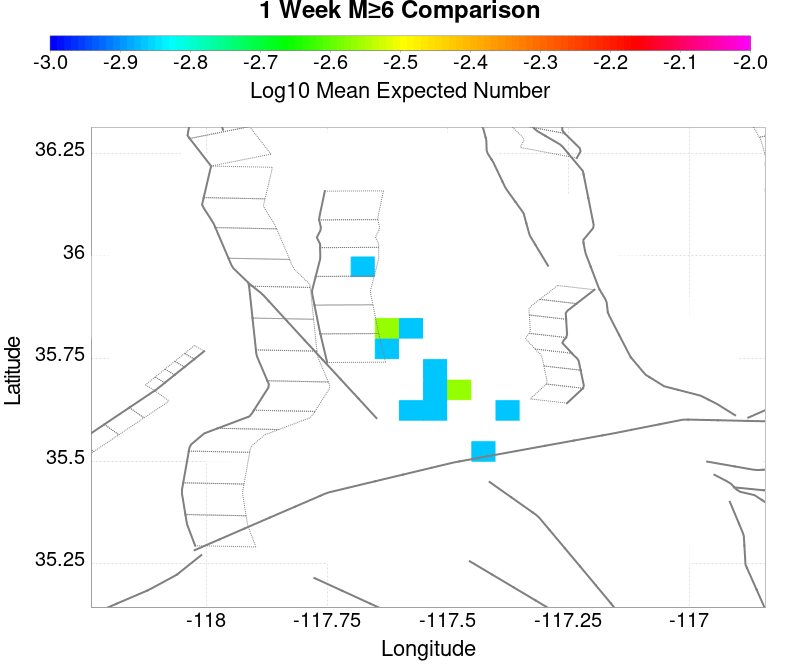 1 Week M≥6 Comparison
-3.0 -2.9 -2.8 -2.7 -2.6 -2.5 -2.4 -2.3 -2.2 -2.1 -2.0
Log10 Mean Expected Number
36.25
36
35.75
35.5
35.25
Latitude
-118 -117.75 -117.5 -117.25 -117
Longitude